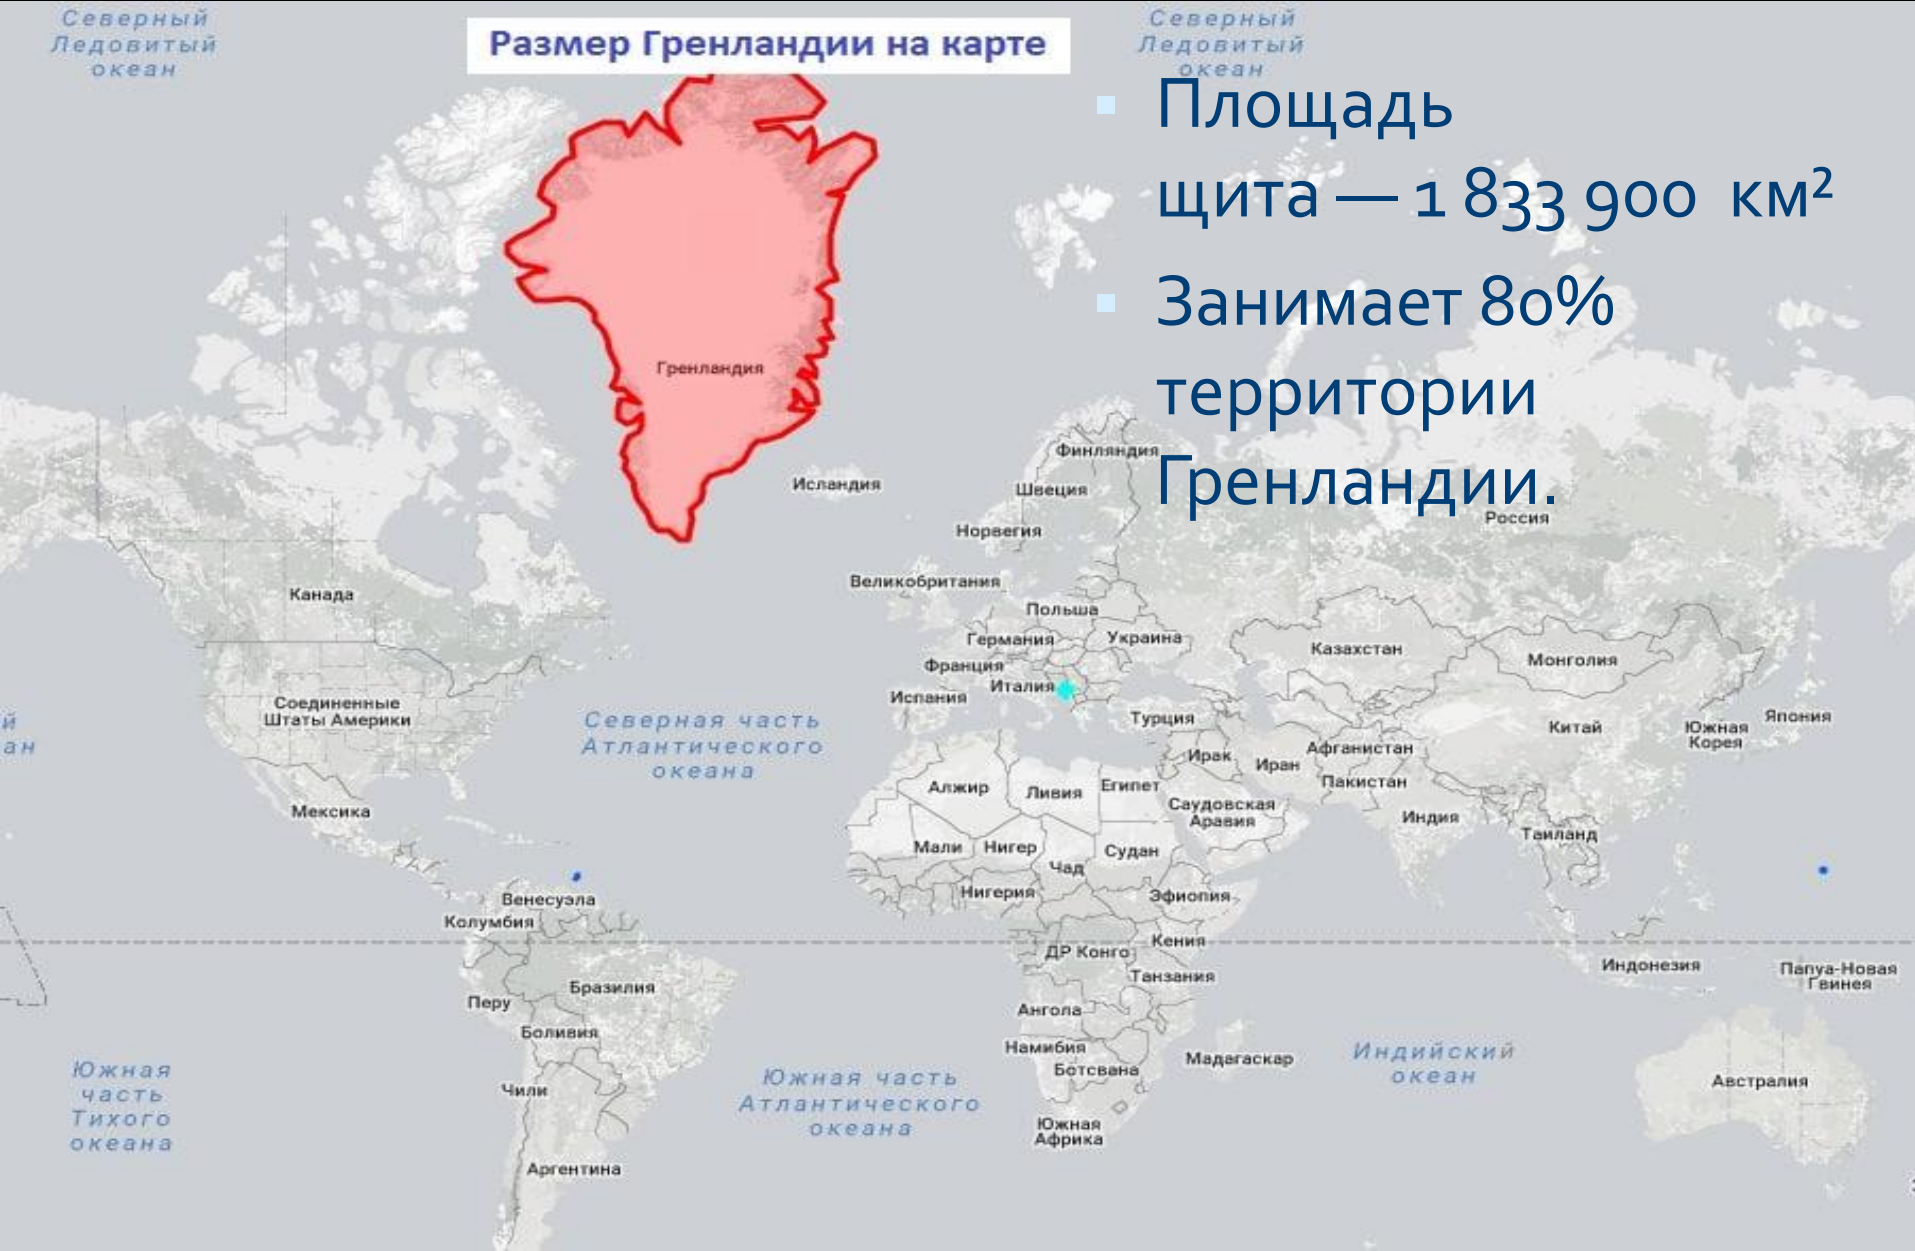 Северный
Ледовитый
океан
Размер Гренландии на карте
Северный
Ледовитый
океан
Площадь
щита — 1 833 900 км²
Занимает 80%
территории
Гренландии.
Гренландия
Исландия
Финляндия
Швеция
Норвегия
Россия
Великобритания
Канада
Польша
Германия
Украина
Казахстан
Монголия
Франция
Италия
Испания
Соединенные
Штаты Америки
Северная часть
Атлантического
океана
й
ан
Турция
Китай
Южная
Корея
Япония
Ирак
Иран
Афганистан
Пакистан
Алжир
Ливия
Египет
Саудовская
Аравия
Индия
Таиланд
Мексика
Мали
Нигер
Чад
Судан
Нигерия
Эфиопия
Венесуэла
Колумбия
ДР Конго
Кения
Танзания
Индонезия
Папуа-Новая
Гвинея
Перу
Бразилия
Боливия
Ангола
Намибия
Ботсвана
Мадагаскар
Индийский
океан
Австралия
Южная
часть
Тихого
океана
Чили
Южная часть
Атлантического
океана
Южная
Африка
Аргентина